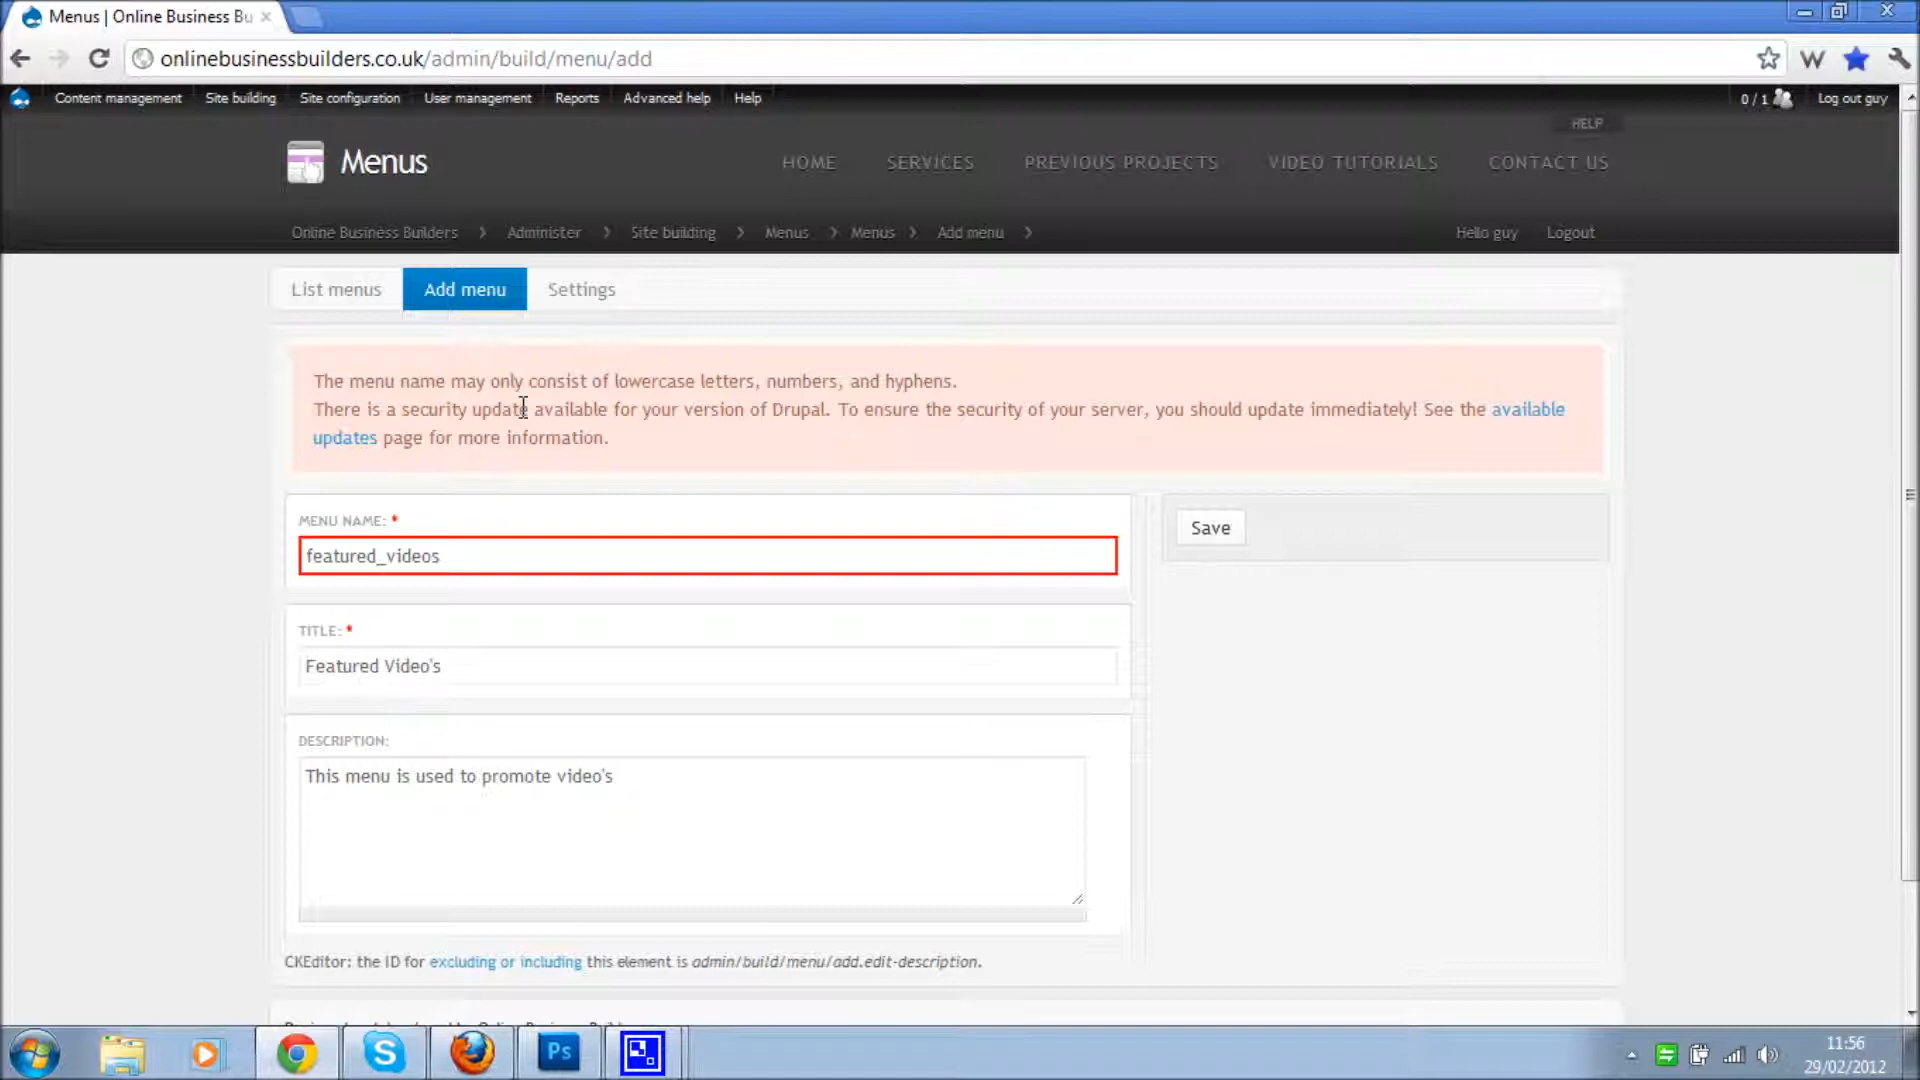 Menus | Online Business Bu
onlinebusinessbuilders.co.uk/admin/build/menu/add
W
Content management Site building Site configuration User management Reports Advanced help Help 0 / 1 Log out guy
HELP
Menus HOME SERVICES PREVIOUS PROJECTS VIDEO TUTORIALS CONTACT US
Online Business Builders > Administer > Site building > Menus > Menus > Add menu > Hello guy Logout
List menus Add menu Settings
The menu name may only consist of lowercase letters, numbers, and hyphens.
There is a security update available for your version of Drupal. To ensure the security of your server, you should update immediately! See the available
updates page for more information.
MENU NAME: *
featured_videos
Save
TITLE: *
Featured Video's
DESCRIPTION:
This menu is used to promote video's
CKEditor: the ID for excluding or including this element is admin/build/menu/add.edit-description.
Ps
11:56
29/02/2012